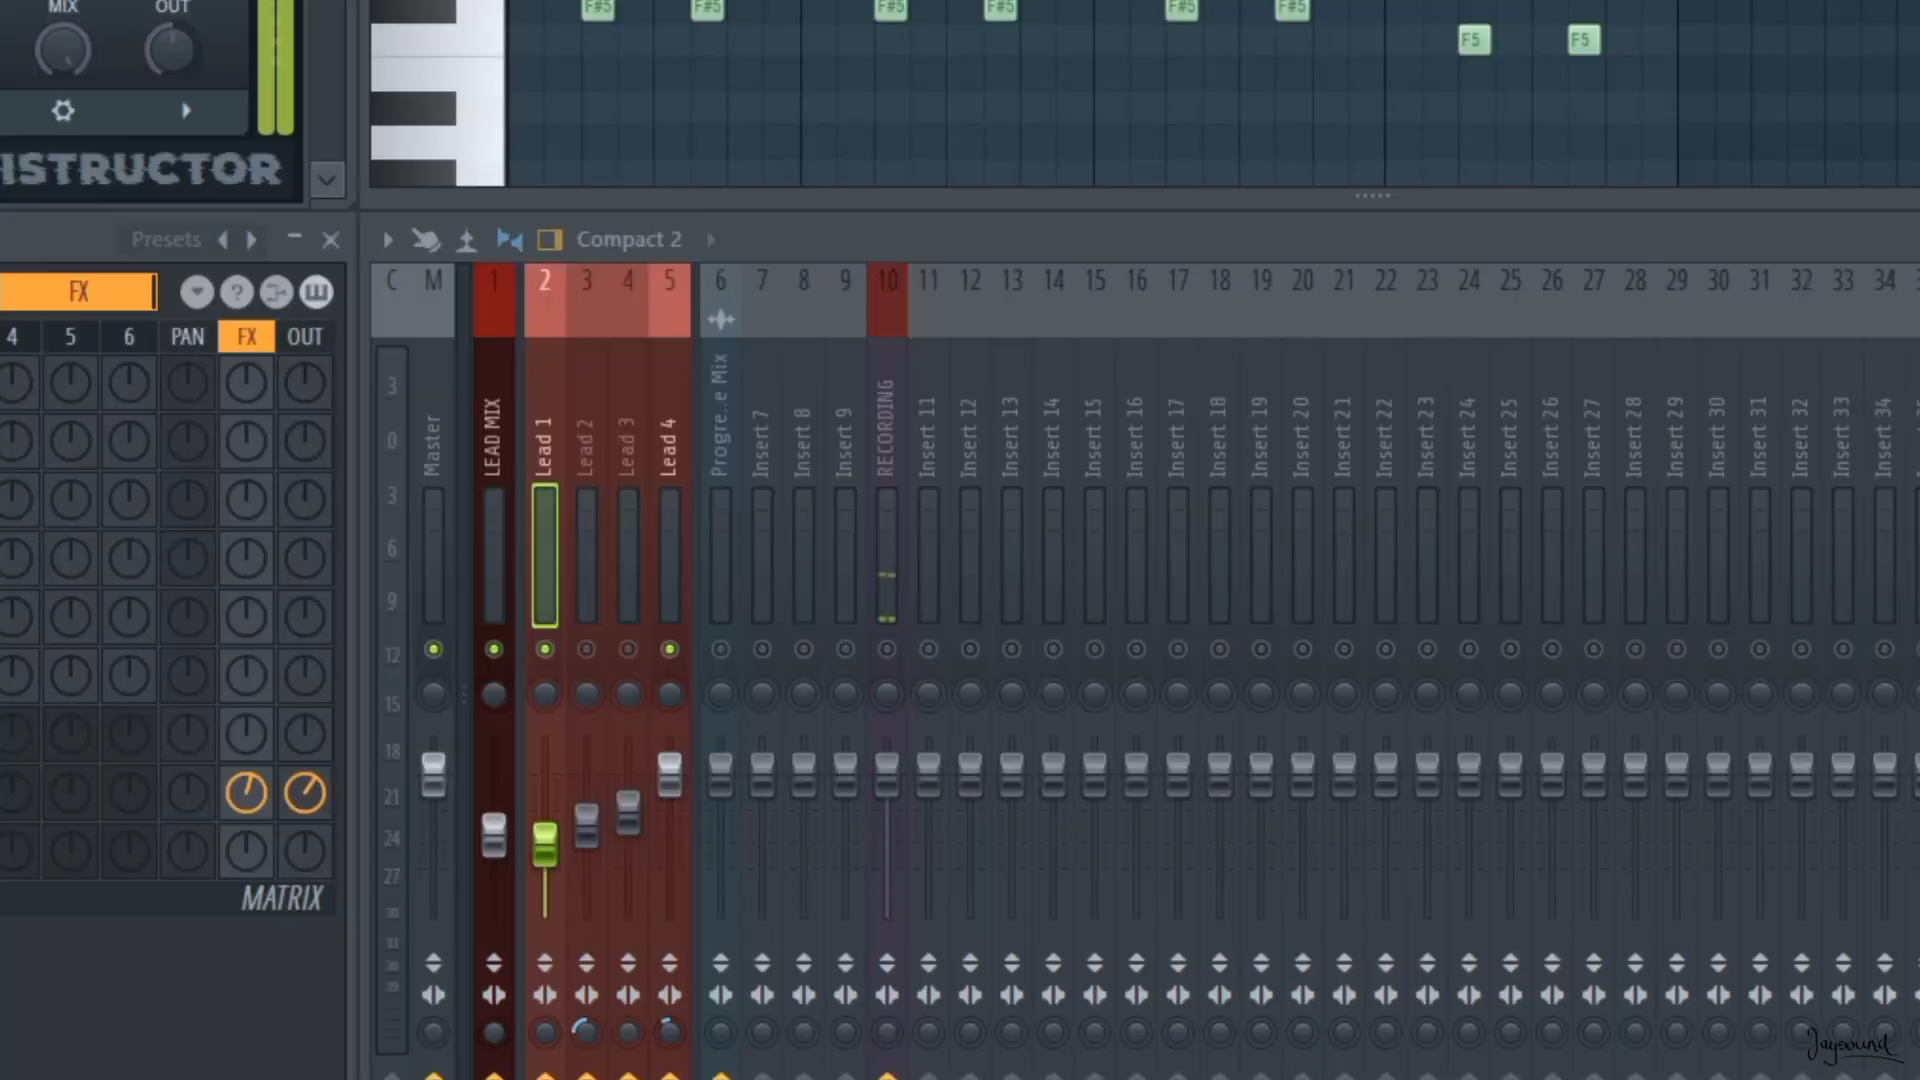 MIX OUT
F#5 F#5 F#5 F#5 F#5 F#5
F5 F5
ISTRUCTOR
Presets
Compact 2
FX
?
4 5 6 PAN FX OUT
MATRIX
C M 1 2 3 4 5 6 7 8 9 10 11 12 13 14 15 16 17 18 19 20 21 22 23 24 25 26 27 28 29 30 31 32 33 34
Master
LEAD MIX
Lead 1
Lead 2
Lead 3
Lead 4
Progre..e Mix
Insert 7
Insert 8
Insert 9
RECORDING
Insert 11
Insert 12
Insert 13
Insert 14
Insert 15
Insert 16
Insert 17
Insert 18
Insert 19
Insert 20
Insert 21
Insert 22
Insert 23
Insert 24
Insert 25
Insert 26
Insert 27
Insert 28
Insert 29
Insert 30
Insert 31
Insert 32
Insert 33
Insert 34
3
0
3
6
9
12
15
18
21
24
27
30
33
36
39
Jaysound